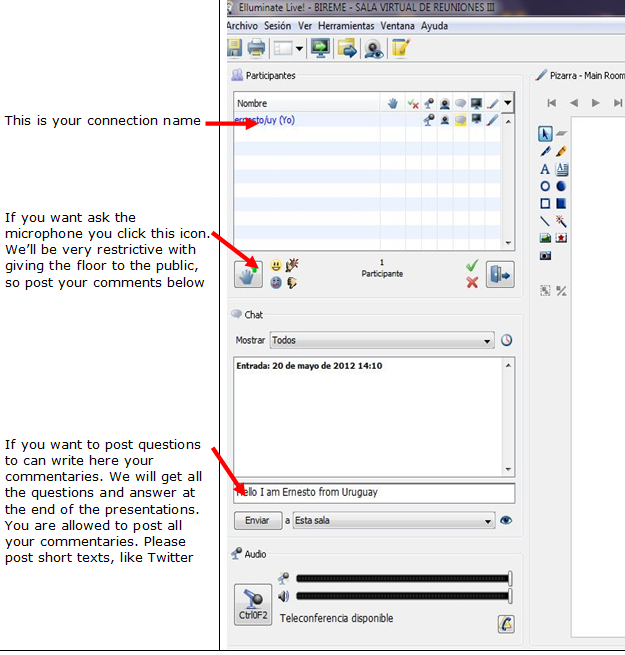 Elluminate Live! - BIREME - SALA VIRTUAL DE REUNIONES III
Archivo Sesión Ver Herramientas Ventana Ayuda
Participantes
Nombre
ernesto/uy (Yo)
1
Participante
Chat
Mostrar Todos
Entrada: 20 de mayo de 2012 14:10
Hello I am Ernesto from Uruguay
Enviar a Esta sala
Audio
Ctrl0F2
Teleconferencia disponible
Pizarra - Main Room
This is your connection name
If you want ask the
microphone you click this icon.
We'll be very restrictive with
giving the floor to the public,
so post your comments below
If you want to post questions
to can write here your
commentaries. We will get all
the questions and answer at
the end of the presentations.
You are allowed to post all
your commentaries. Please
post short texts, like Twitter